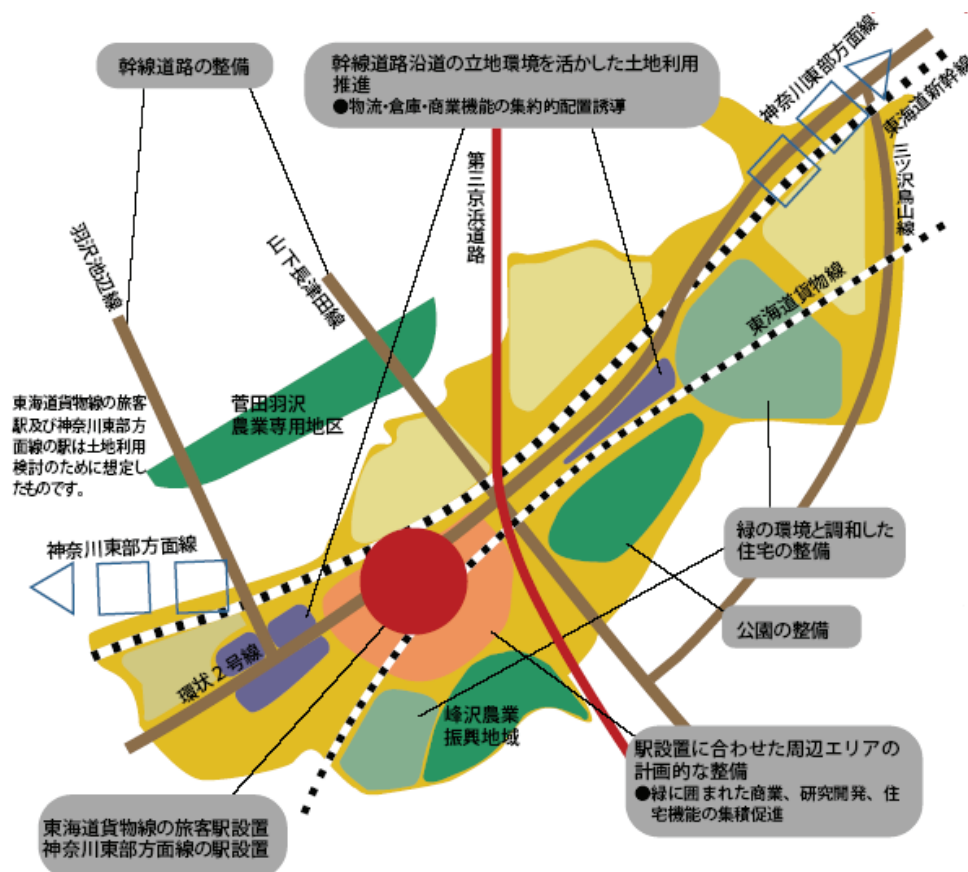 幹線道路の整備
幹線道路沿道の立地環境を活かした土地利用
推進
●物流・倉庫・商業機能の集約的配置誘導
神奈川東部方面線
東海道新幹線
三ツ沢鳥山線
第三京浜道路
羽沢池辺線
山下長津田線
東海道貨物線
東海道貨物線の旅客
駅及び神奈川東部方
面線の駅は土地利用
検討のために想定し
たものです。
菅田羽沢
農業専用地区
神奈川東部方面線
緑の環境と調和した
住宅の整備
公園の整備
環状2号線
峰沢農業
振興地域
駅設置に合わせた周辺エリアの
計画的な整備
●緑に囲まれた商業、研究開発、住
宅機能の集積促進
東海道貨物線の旅客駅設置
神奈川東部方面線の駅設置